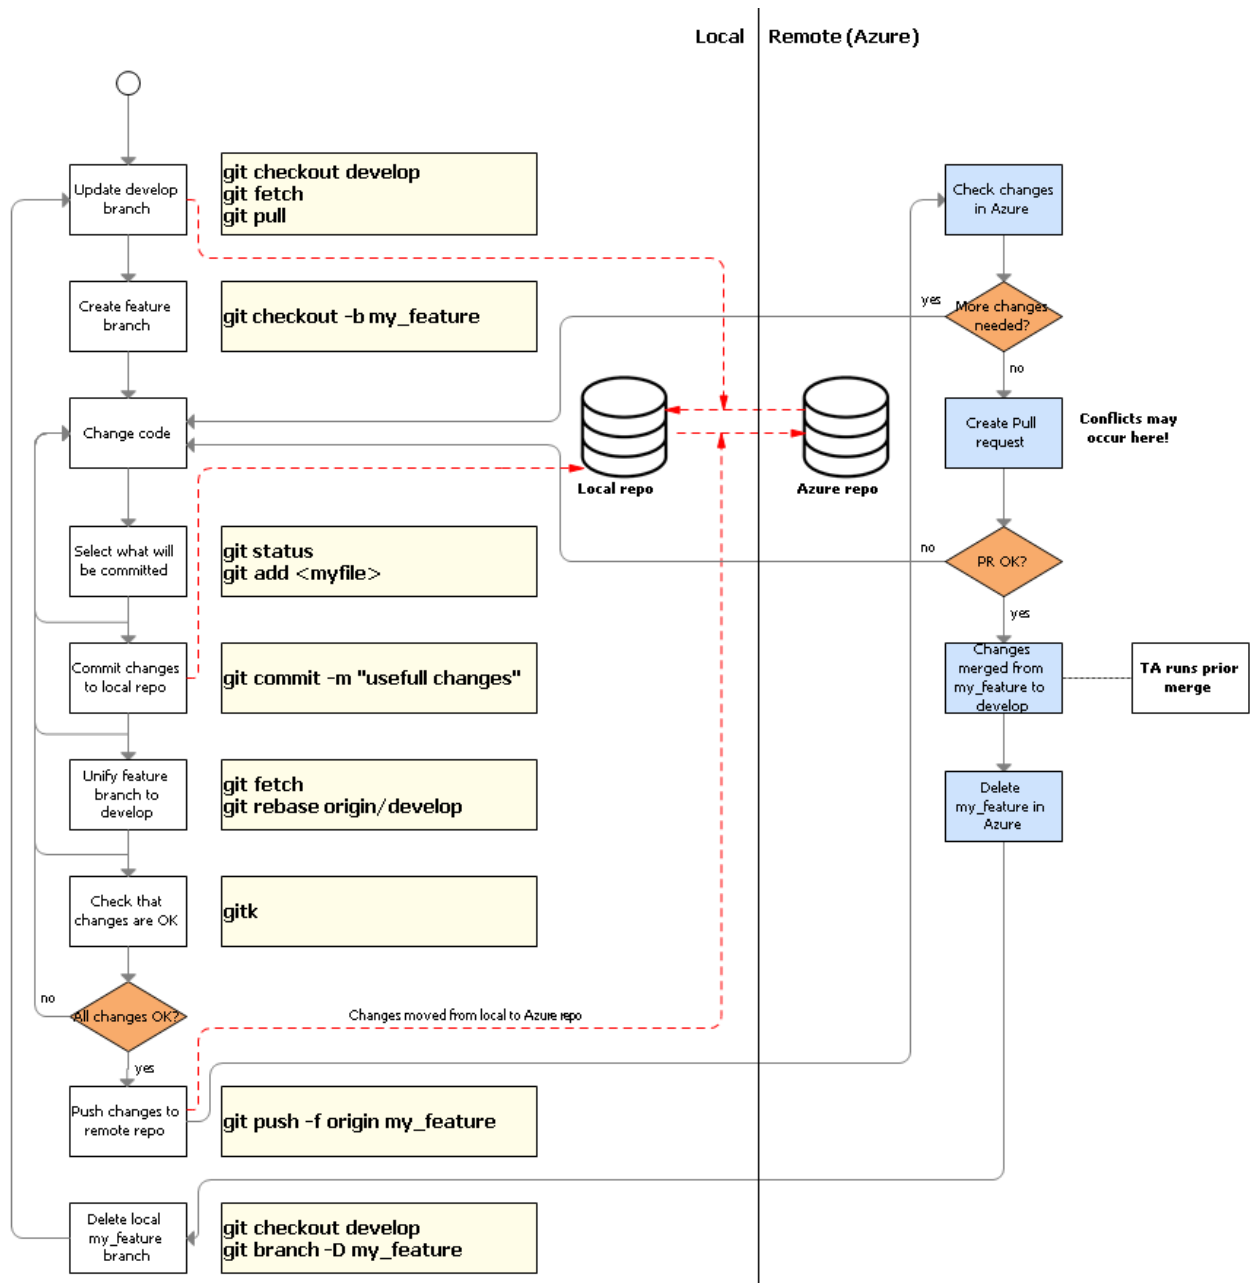 Local
Remote (Azure)
Update develop
branch
git checkout develop
git fetch
git pull
Check changes
in Azure
Create feature
branch
git checkout -b my_feature
yes
More changes
needed?
no
Change code
Local repo
Azure repo
Create Pull
request
Conflicts may
occur here!
Select what will
be committed
git status
git add <myfile>
no
PR OK?
yes
Commit changes
to local repo
git commit -m "usefull changes"
Changes
merged from
my_feature to
develop
TA runs prior
merge
Unify feature
branch to
develop
git fetch
git rebase origin/develop
Delete
my_feature in
Azure
Check that
changes are OK
gitk
no
All changes OK?
yes
Changes moved from local to Azure repo
Push changes to
remote repo
git push -f origin my_feature
Delete local
my_feature
branch
git checkout develop
git branch -D my_feature